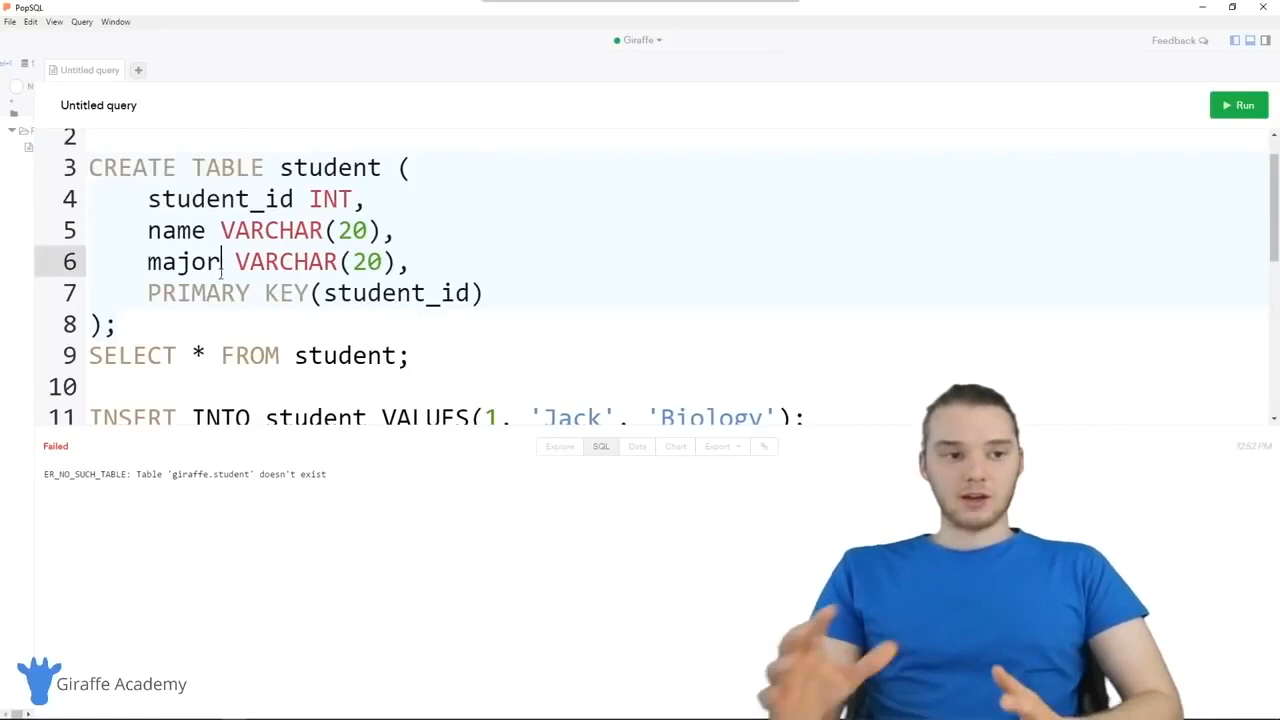 PopSQL
File Edit View Query Window
Giraffe
Feedback
Untitled query
Untitled query
Run
2
3 CREATE TABLE student (
4 student_id INT,
5 name VARCHAR(20),
6 major VARCHAR(20),
7 PRIMARY KEY(student_id)
8 );
9 SELECT * FROM student;
10
11 INSERT INTO student VALUES(1, 'Jack', 'Biology');
Failed
Explore SQL Data Chart Export
12:52 PM
ER_NO_SUCH_TABLE: Table 'giraffe.student' doesn't exist
Giraffe Academy